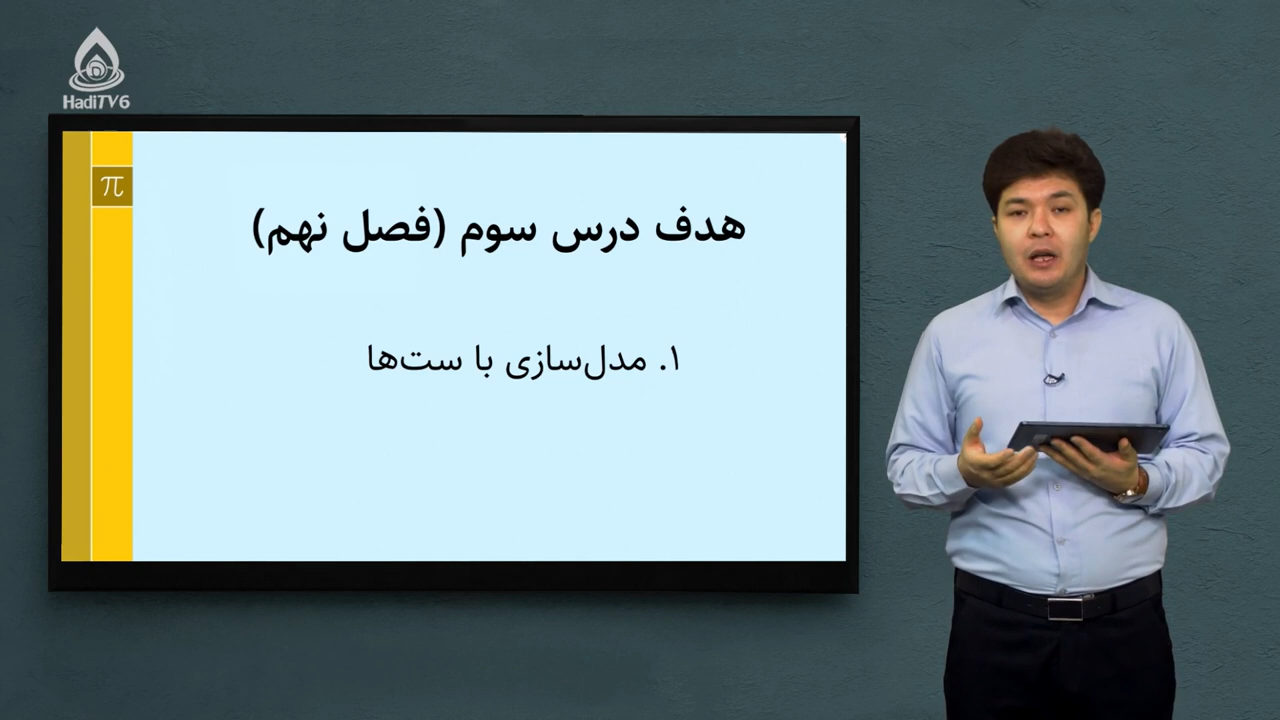 HadiTV6
π
هدف درس سوم (فصل نهم)
۱. مدل‌سازی با ست‌ها